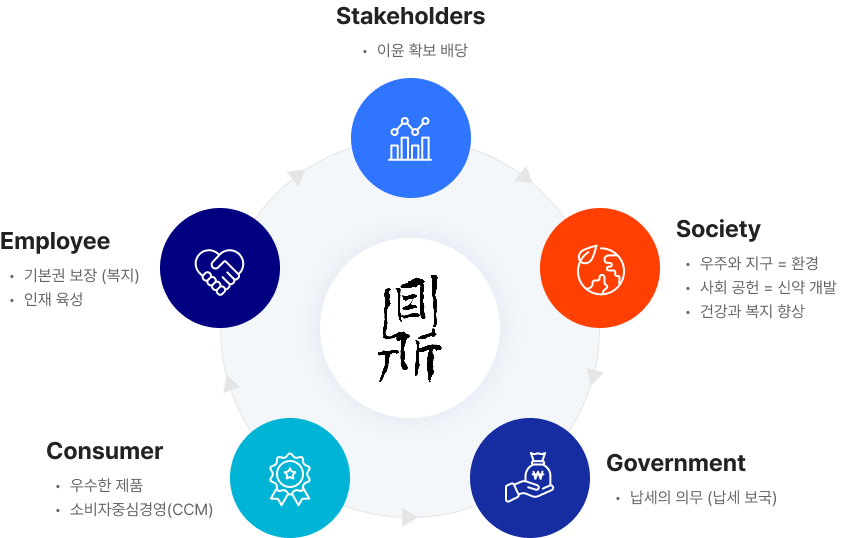 Stakeholders
• 이윤 확보 배당
Employee
• 기본권 보장 (복지)
• 인재 육성
Society
• 우주와 지구 = 환경
• 사회 공헌 = 신약 개발
• 건강과 복지 향상
鼎
Consumer
• 우수한 제품
• 소비자중심경영(CCM)
Government
• 납세의 의무 (납세 보국)
₩